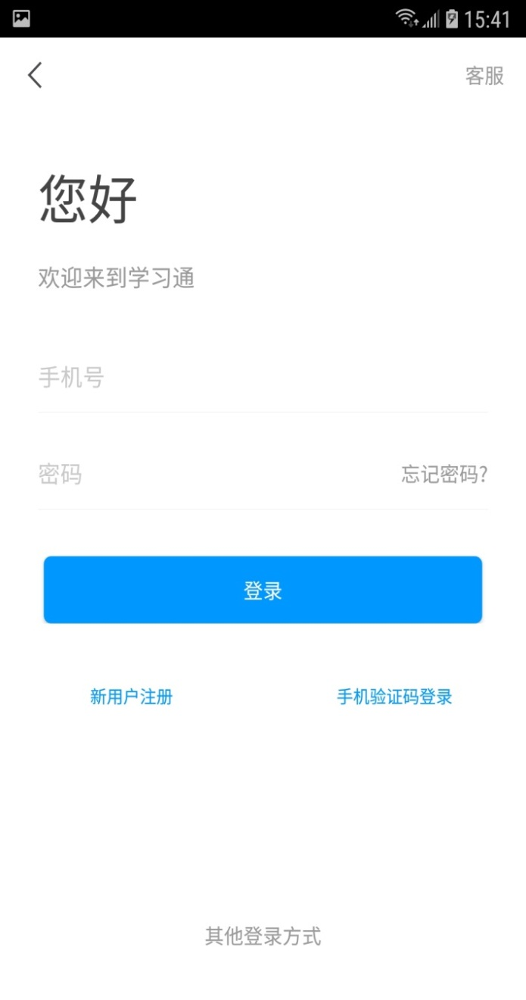 15:41
客服
您好
欢迎来到学习通
手机号
密码 忘记密码?
登录
新用户注册 手机验证码登录
其他登录方式